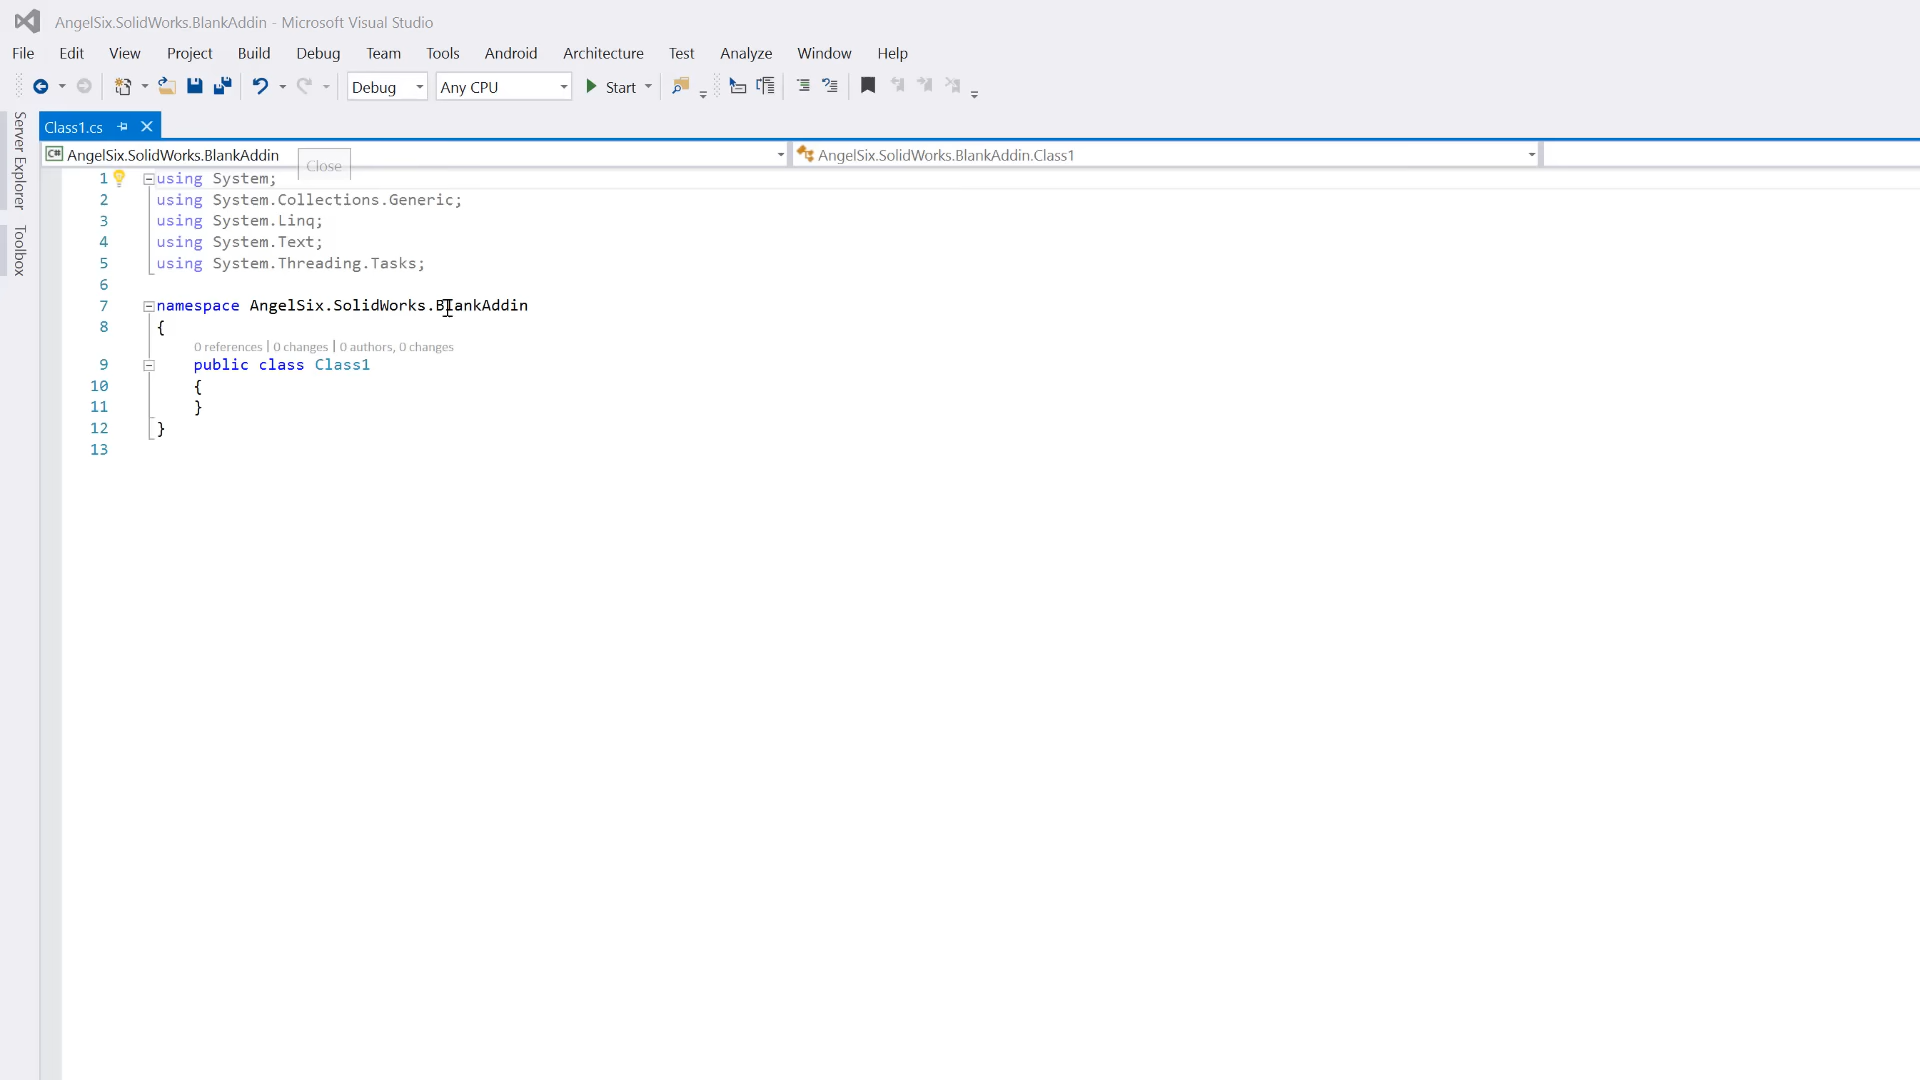 AngelSix.SolidWorks.BlankAddin - Microsoft Visual Studio
File Edit View Project Build Debug Team Tools Android Architecture Test Analyze Window Help
Debug Any CPU Start
Server Explorer
Toolbox
Class1.cs
C# AngelSix.SolidWorks.BlankAddin Close AngelSix.SolidWorks.BlankAddin.Class1
1 using System;
2 using System.Collections.Generic;
3 using System.Linq;
4 using System.Text;
5 using System.Threading.Tasks;
6
7 namespace AngelSix.SolidWorks.BlankAddin
8 {
0 references | 0 changes | 0 authors, 0 changes
9 public class Class1
10 {
11 }
12 }
13